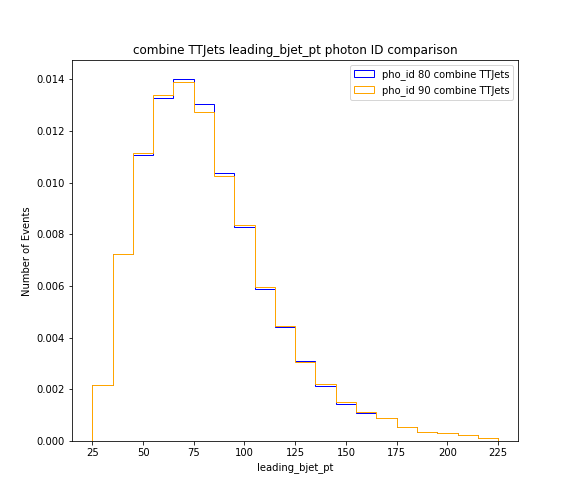 combine TTJets leading_bjet_pt photon ID comparison
pho_id 80 combine TTJets
pho_id 90 combine TTJets
Number of Events
0.014
0.012
0.010
0.008
0.006
0.004
0.002
0.000
25 50 75 100 125 150 175 200 225
leading_bjet_pt